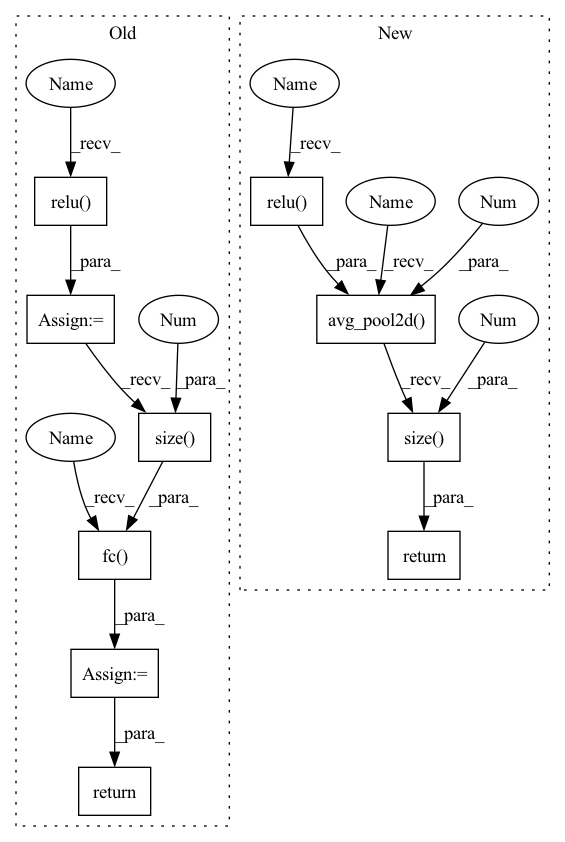 Old
New
Name
Name
_recv_
_recv_
relu()
relu()
Name
Num
_para_
_para_
_recv_
_para_
Assign:=
Num
avg_pool2d()
Num
_recv_
_para_
_recv_
_para_
Name
size()
size()
_recv_
_para_
_para_
fc()
return
_para_
Assign:=
_para_
return